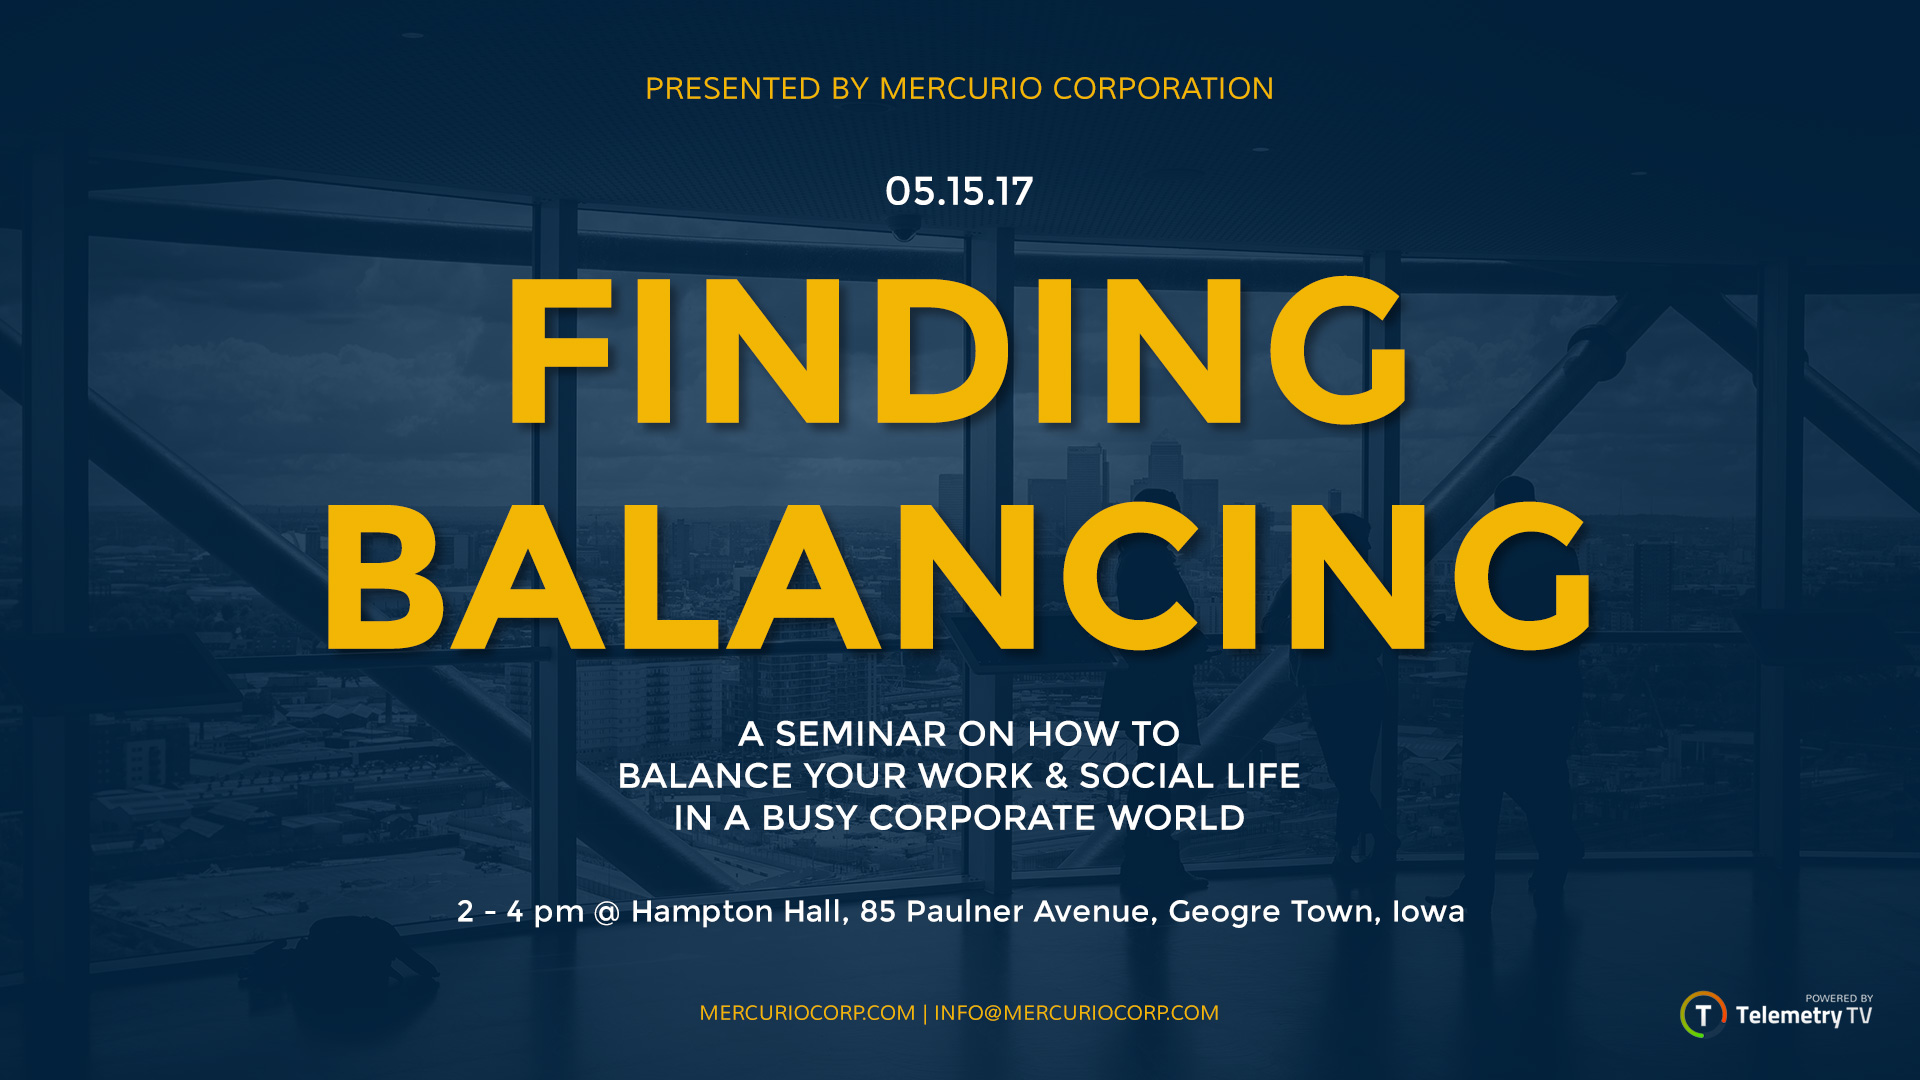 PRESENTED BY MERCURIO CORPORATION
05.15.17
FINDING
BALANCING
A SEMINAR ON HOW TO
BALANCE YOUR WORK & SOCIAL LIFE
IN A BUSY CORPORATE WORLD
2 - 4 pm @ Hampton Hall, 85 Paulner Avenue, Geogre Town, Iowa
MERCURIOCORP.COM | INFO@MERCURIOCORP.COM
POWERED BY
T Telemetry TV